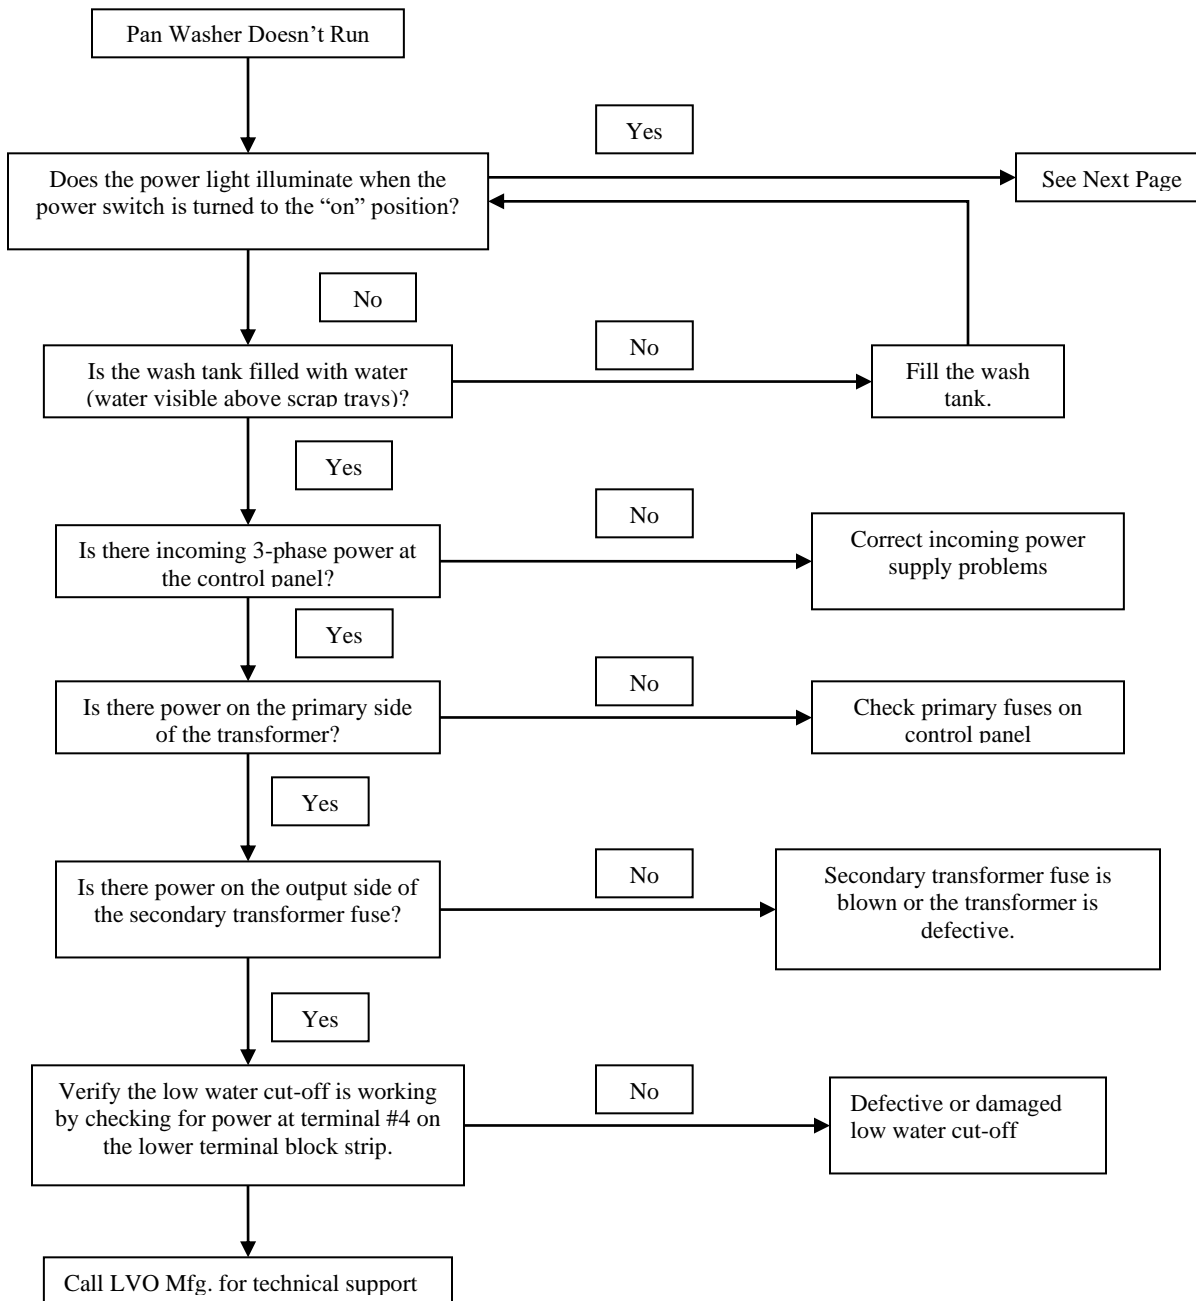 Pan Washer Doesn’t Run
Yes
Does the power light illuminate when the
power switch is turned to the “on” position?
See Next Page
No
No
Is the wash tank filled with water
(water visible above scrap trays)?
Fill the wash
tank.
Yes
No
Is there incoming 3-phase power at
the control panel?
Correct incoming power
supply problems
Yes
No
Is there power on the primary side
of the transformer?
Check primary fuses on
control panel
Yes
No
Is there power on the output side of
the secondary transformer fuse?
Secondary transformer fuse is
blown or the transformer is
defective.
Yes
No
Verify the low water cut-off is working
by checking for power at terminal #4 on
the lower terminal block strip.
Defective or damaged
low water cut-off
Call LVO Mfg. for technical support